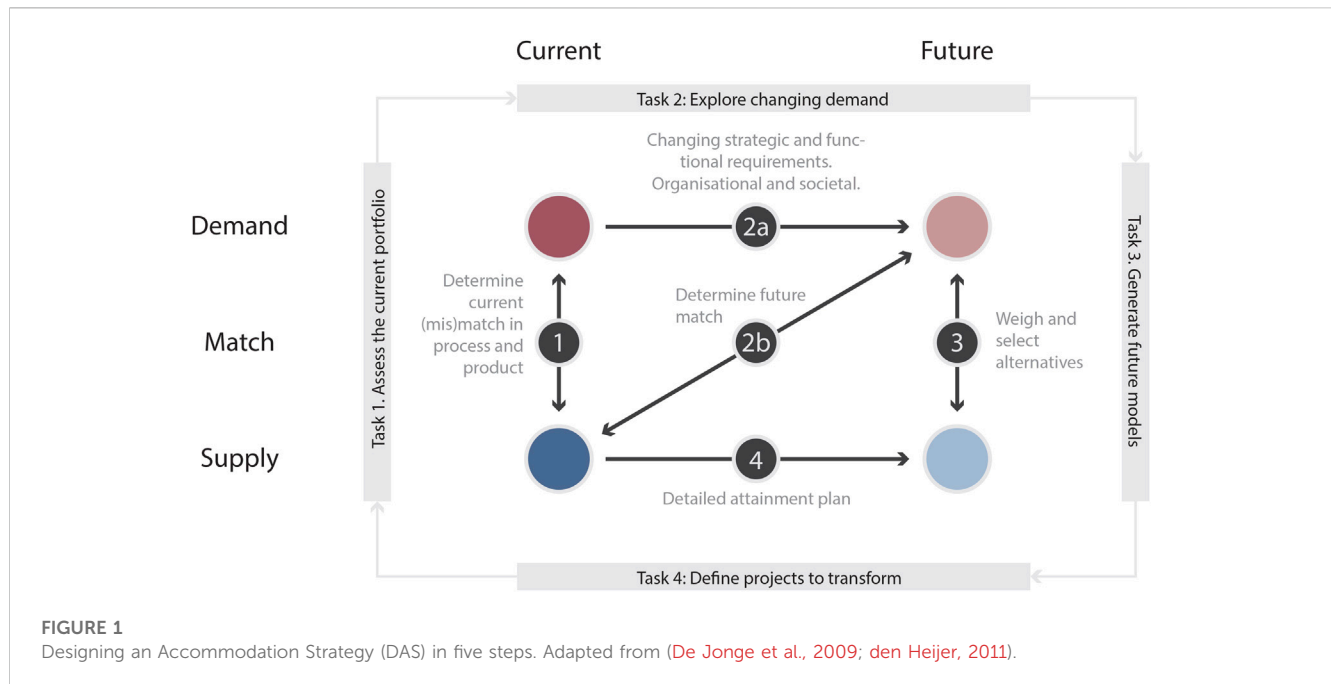 Current
Future
Task 2: Explore changing demand
Changing strategic and func-
tional requirements.
Organisational and societal.
Demand
2a
Task 1. Assess the current portfolio
Determine
current
(mis)match in
process and
product
Determine future
match
Match
1
2b
3
Weigh and
select
alternatives
Task 3. Generate future models
Supply
4
Detailed attainment plan
Task 4: Define projects to transform
FIGURE 1
Designing an Accommodation Strategy (DAS) in five steps. Adapted from (De Jonge et al., 2009; den Heijer, 2011).